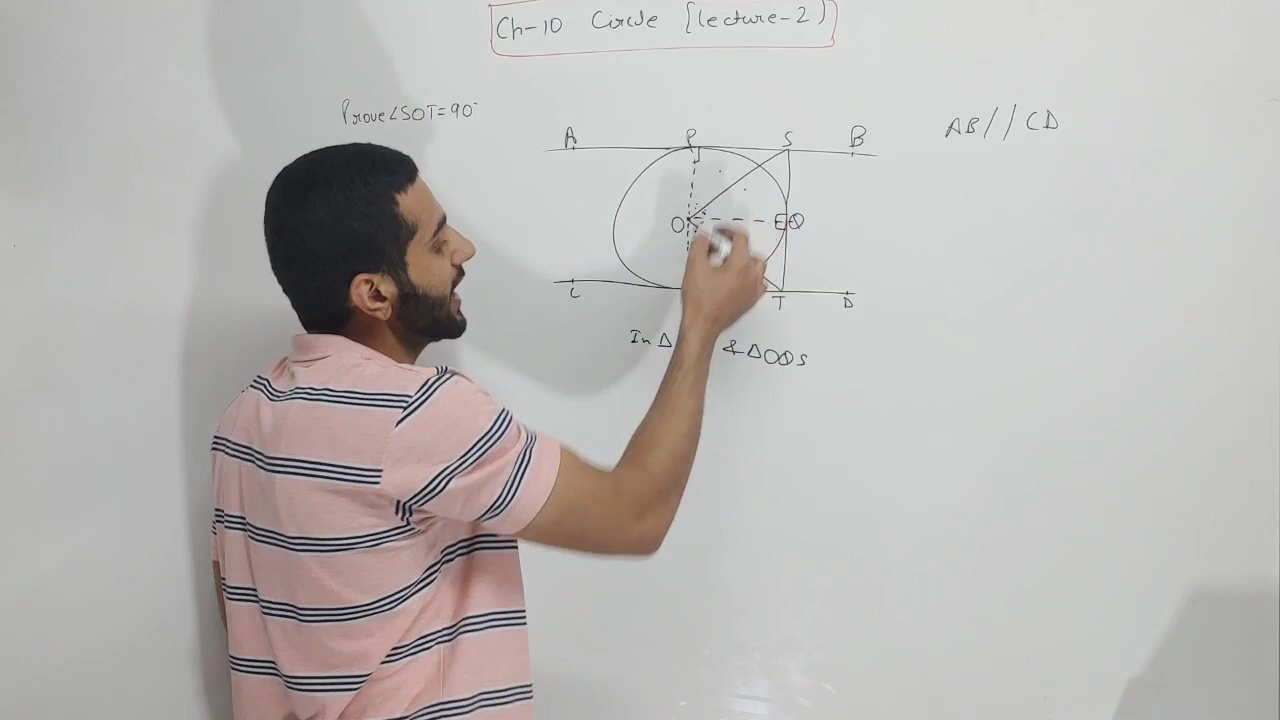 Ch-10 Circle [lecture-2)
Prove∠SOT=90°
AB//CD
A P S B
O Q
C T D
In Δ & ΔOQS